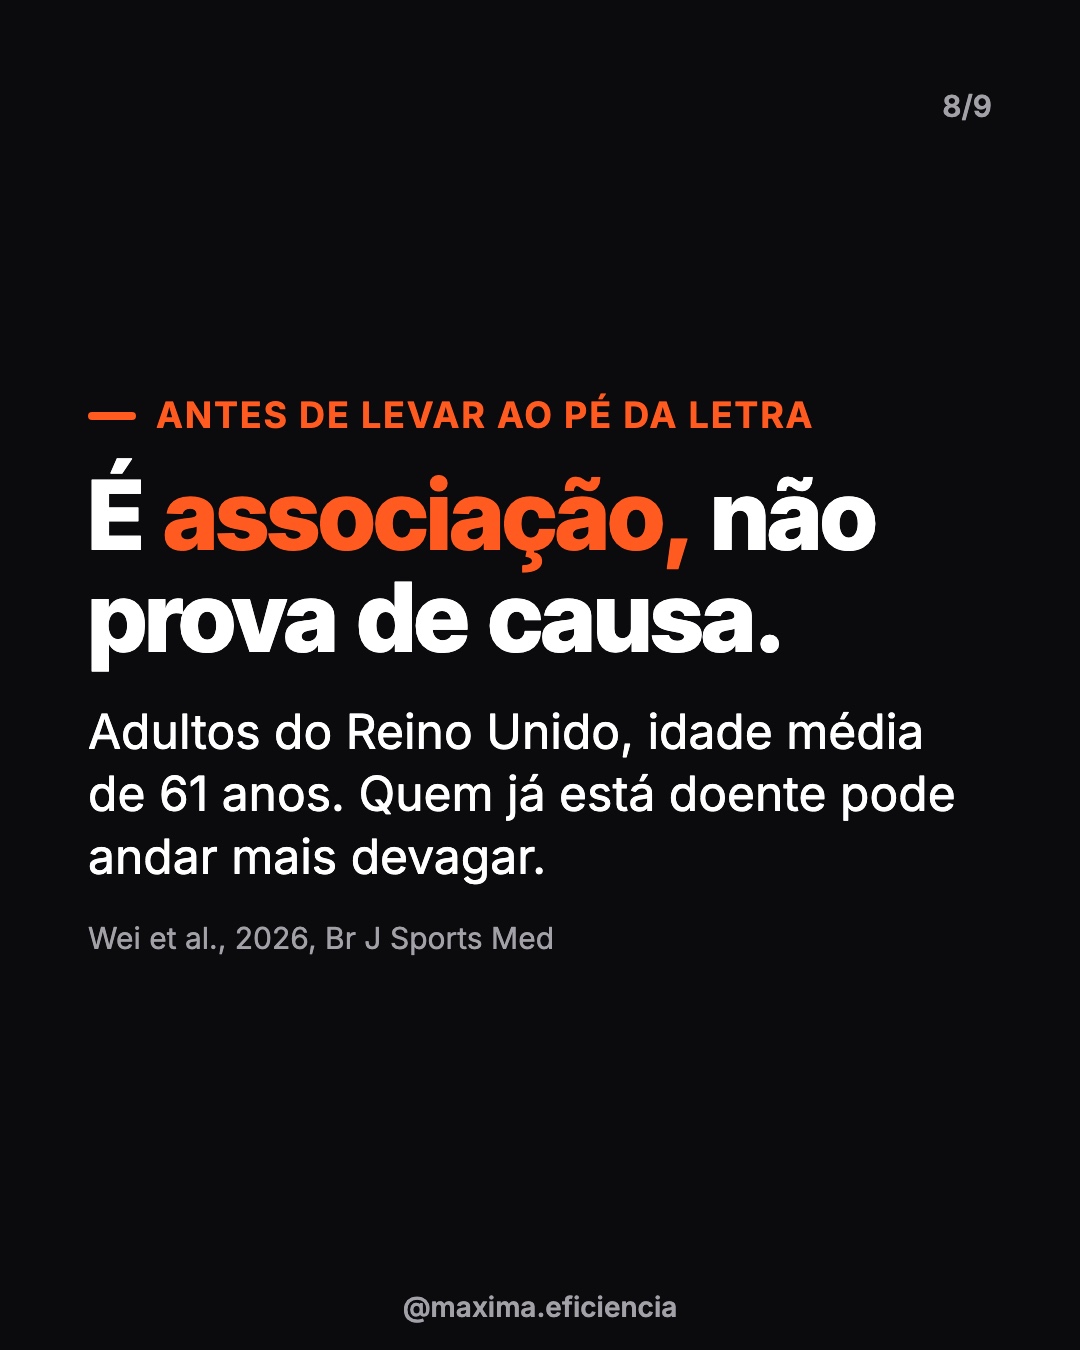 8/9
ANTES DE LEVAR AO PÉ DA LETRA
É associação, não
prova de causa.
Adultos do Reino Unido, idade média
de 61 anos. Quem já está doente pode
andar mais devagar.
Wei et al., 2026, Br J Sports Med
@maxima.eficiencia